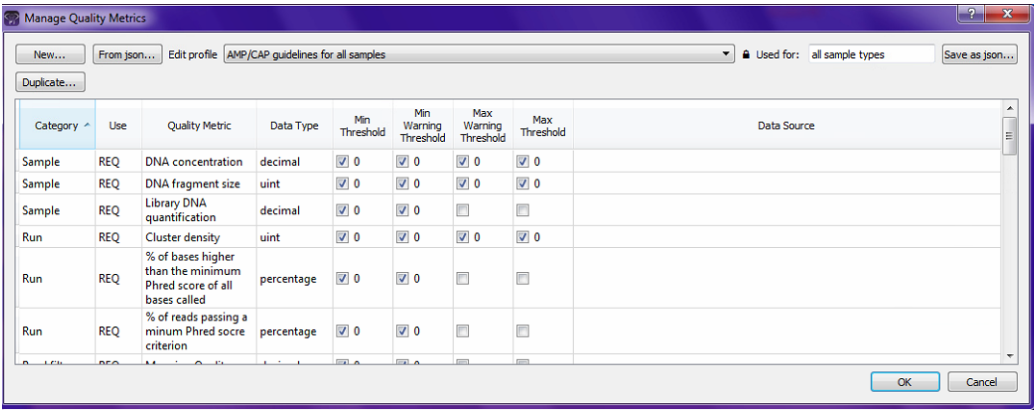 Manage Quality Metrics
New... From json... Edit profile AMP/CAP guidelines for all samples Used for: all sample types Save as json...
Duplicate...
Category Use Quality Metric Data Type Min Threshold Min Warning Threshold Max Warning Threshold Max Threshold Data Source
Sample REQ DNA concentration decimal 0 0 0 0
Sample REQ DNA fragment size uint 0 0 0 0
Sample REQ Library DNA quantification decimal 0 0
Run REQ Cluster density uint 0 0 0 0
Run REQ % of bases higher than the minimum Phred score of all bases called percentage 0 0
Run REQ % of reads passing a minum Phred socre criterion percentage 0 0
OK Cancel